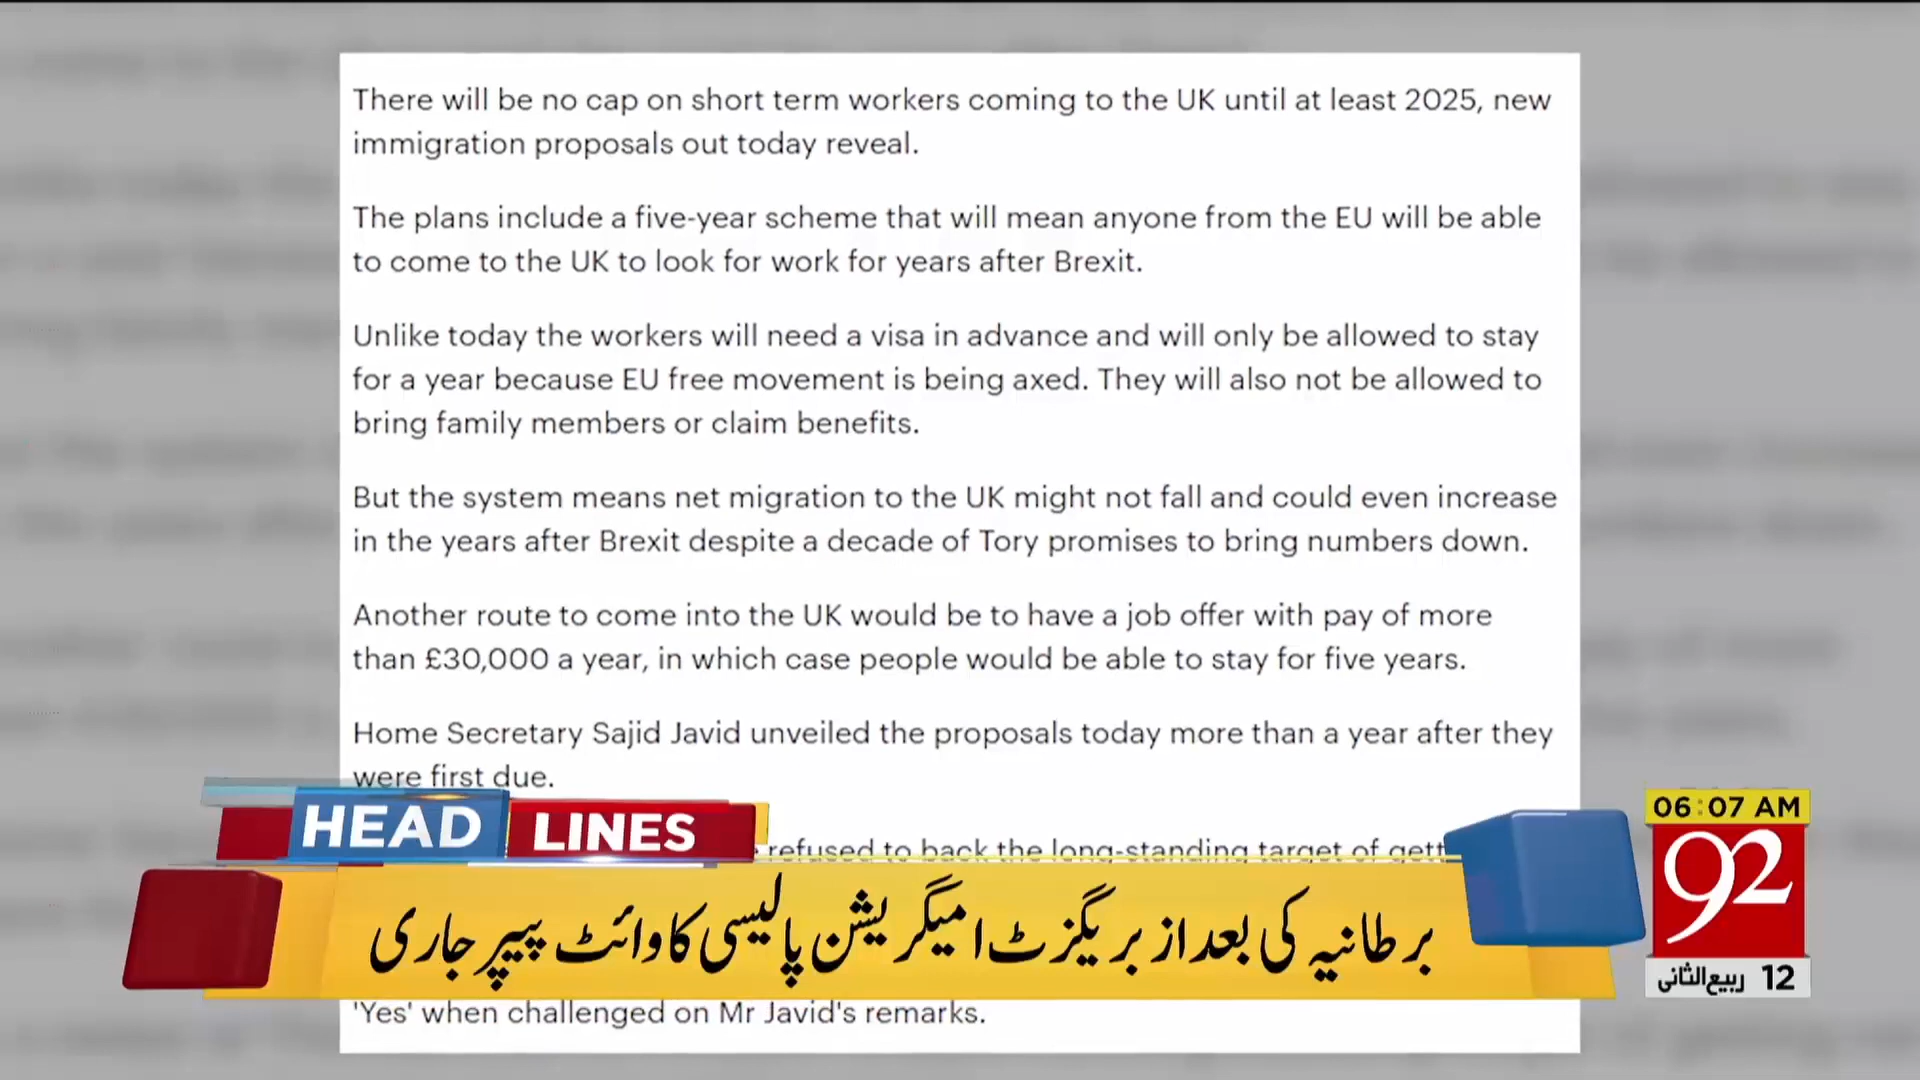 There will be no cap on short term workers coming to the UK until at least 2025, new
immigration proposals out today reveal.
The plans include a five-year scheme that will mean anyone from the EU will be able
to come to the UK to look for work for years after Brexit.
Unlike today the workers will need a visa in advance and will only be allowed to stay
for a year because EU free movement is being axed. They will also not be allowed to
bring family members or claim benefits.
But the system means net migration to the UK might not fall and could even increase
in the years after Brexit despite a decade of Tory promises to bring numbers down.
Another route to come into the UK would be to have a job offer with pay of more
than £30,000 a year, in which case people would be able to stay for five years.
Home Secretary Sajid Javid unveiled the proposals today more than a year after they
were first due.
refused to back the long-standing target of
HEAD LINES
برطانیہ کی بعد از بریگزٹ امیگریشن پالیسی کا وائٹ پیپر جاری
'Yes' when challenged on Mr Javid's remarks.
06:07 AM
92
12 ربیع الثانی